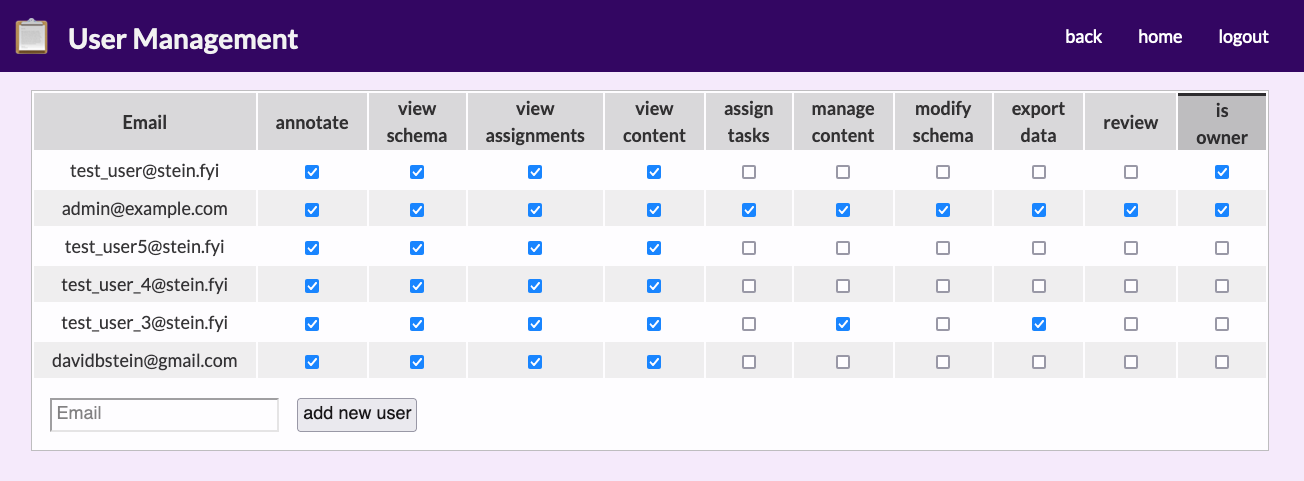 User Management
back home logout
Email annotate view schema view assignments view content assign tasks manage content modify schema export data review is owner
test_user@stein.fyi
admin@example.com
test_user5@stein.fyi
test_user_4@stein.fyi
test_user_3@stein.fyi
davidbstein@gmail.com
Email add new user